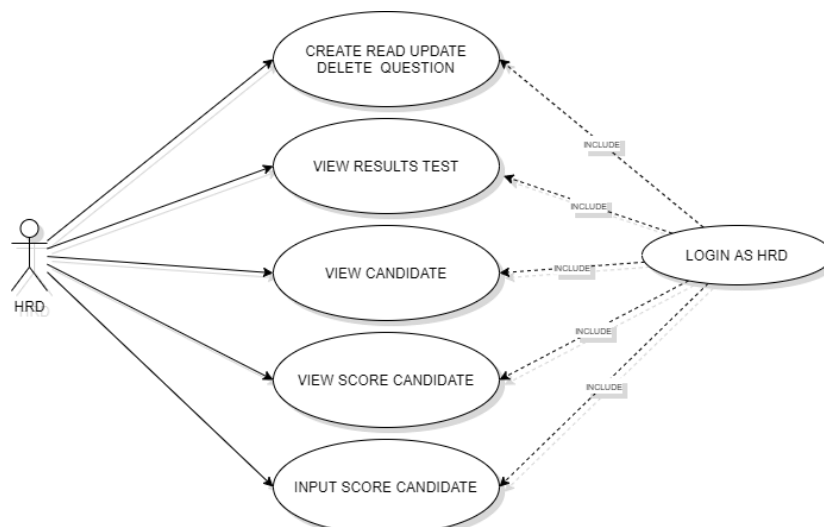 CREATE READ UPDATE
DELETE QUESTION
INCLUDE
VIEW RESULTS TEST
INCLUDE
HRD
VIEW CANDIDATE
INCLUDE
LOGIN AS HRD
VIEW SCORE CANDIDATE
INCLUDE
INCLUDE
INPUT SCORE CANDIDATE